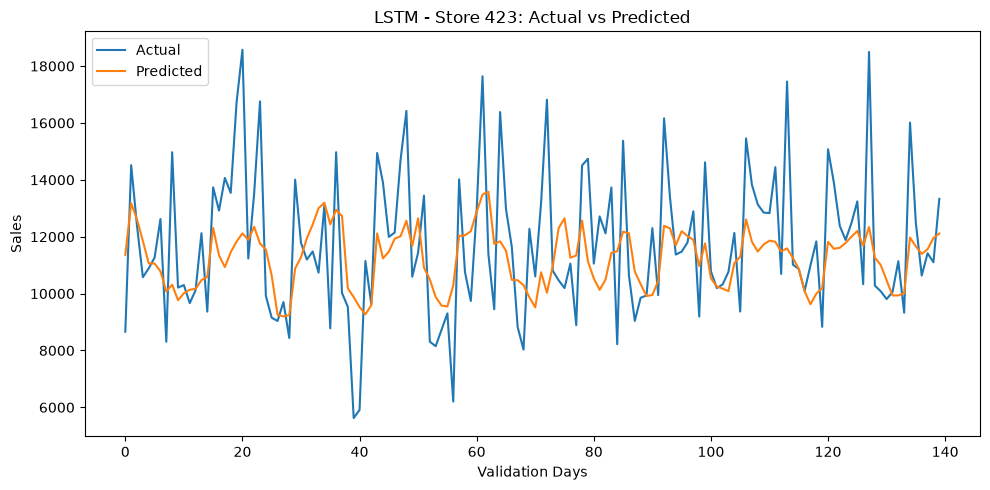 LSTM - Store 423: Actual vs Predicted
Actual
Predicted
Sales
18000
16000
14000
12000
10000
8000
6000
0 20 40 60 80 100 120 140
Validation Days